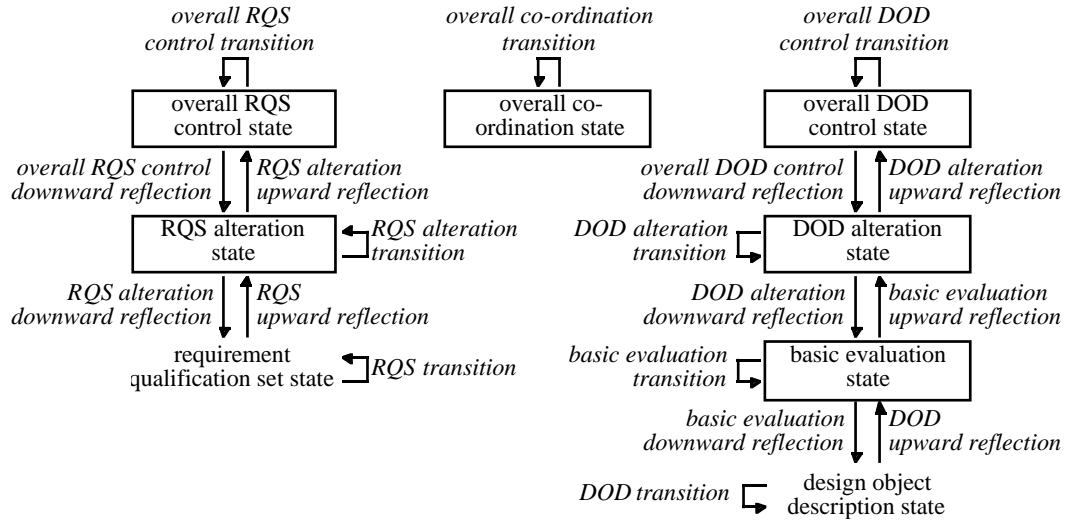 overall RQS
control transition
overall co-ordination
transition
overall DOD
control transition
overall RQS
control state
overall co-
ordination state
overall DOD
control state
overall RQS control
downward reflection
RQS alteration
upward reflection
overall DOD control
downward reflection
DOD alteration
upward reflection
RQS alteration
state
RQS alteration
transition
DOD alteration
transition
DOD alteration
state
RQS alteration
downward reflection
RQS
upward reflection
DOD alteration
downward reflection
basic evaluation
upward reflection
requirement
qualification set state
RQS transition
basic evaluation
transition
basic evaluation
state
basic evaluation
downward reflection
DOD
upward reflection
DOD transition
design object
description state